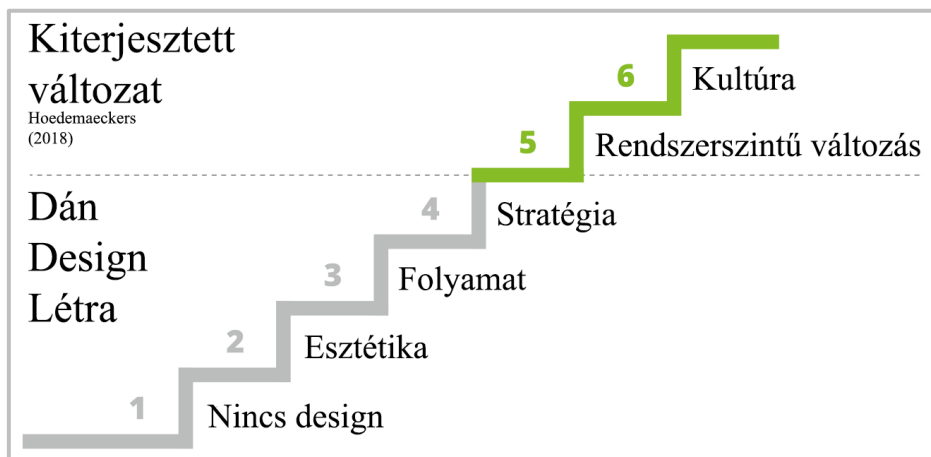 Kiterjesztett
változat
Hoedemaeckers
(2018)
6
Kultúra
5
Rendszerszintű változás
Dán
Design
Létra
4
Stratégia
3
Folyamat
2
Esztétika
1
Nincs design